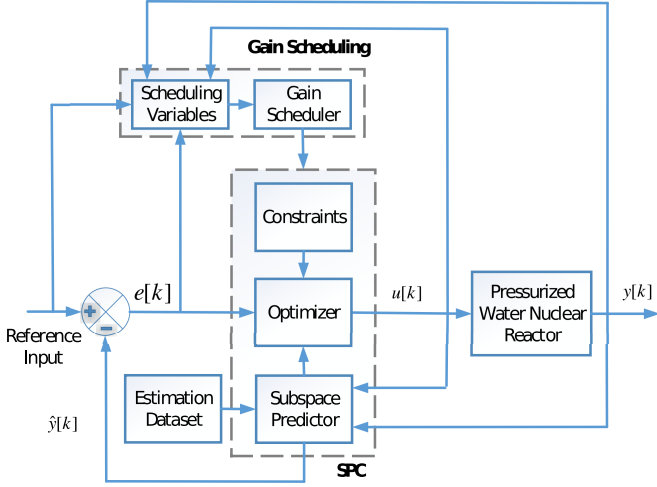 Gain Scheduling
Scheduling
Variables
Gain
Scheduler
Constraints
e[k]
+
−
Optimizer
u[k]
Pressurized
Water Nuclear
Reactor
y[k]
Reference
Input
Estimation
Dataset
Subspace
Predictor
ŷ[k]
SPC